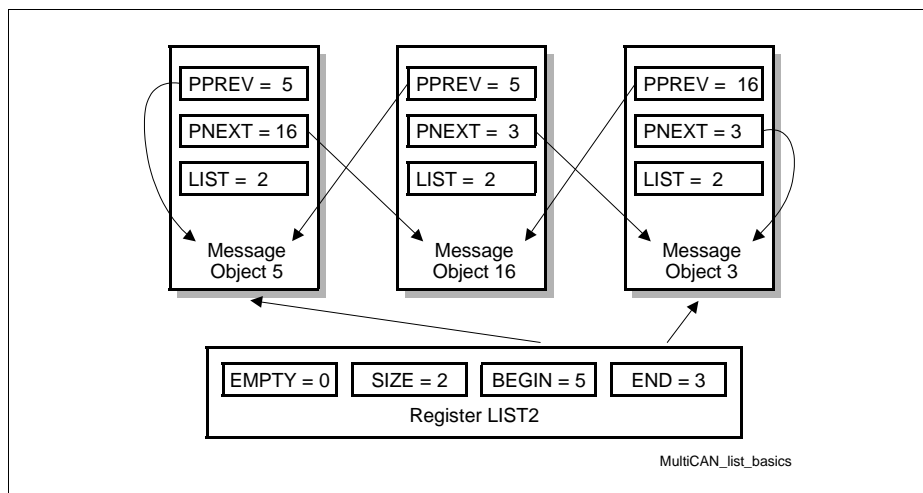 PPREV = 5
PPREV = 5
PPREV = 16
PNEXT = 16
PNEXT = 3
PNEXT = 3
LIST = 2
LIST = 2
LIST = 2
Message
Object 5
Message
Object 16
Message
Object 3
EMPTY = 0
SIZE = 2
BEGIN = 5
END = 3
Register LIST2
MultiCAN_list_basics